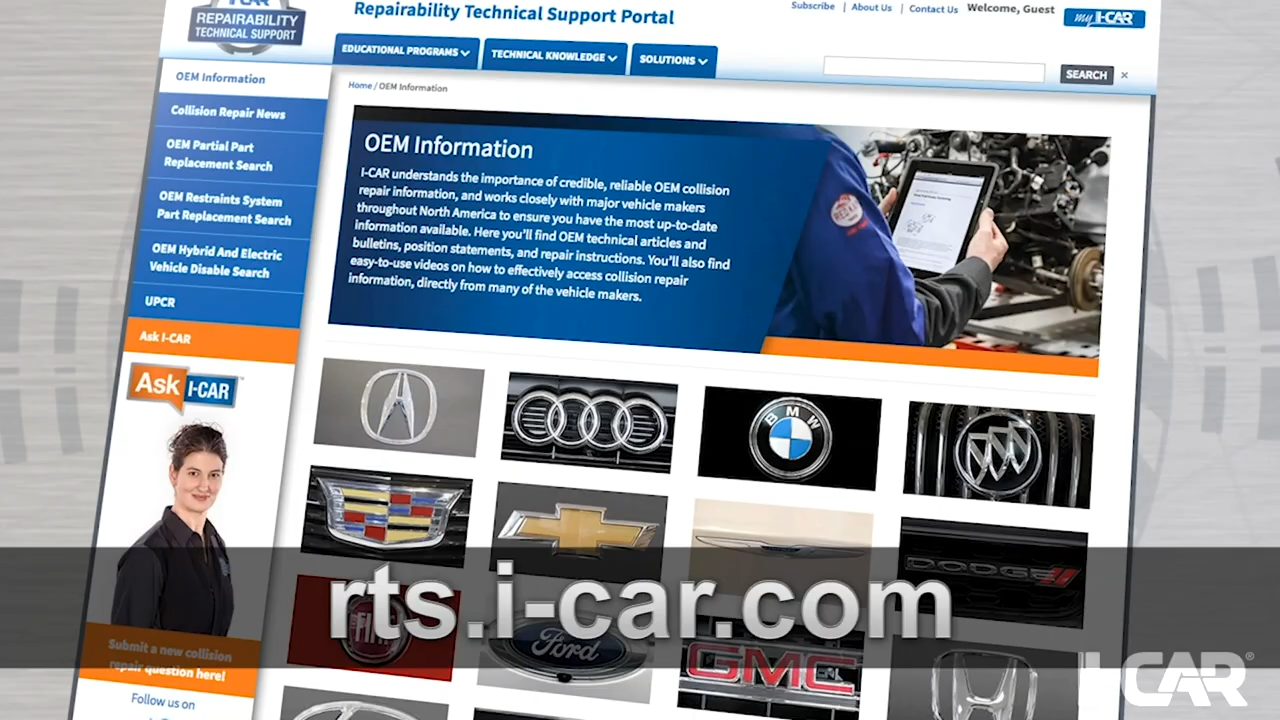 I-CAR
REPAIRABILITY
TECHNICAL SUPPORT
Repairability Technical Support Portal
Subscribe | About Us | Contact Us Welcome, Guest
my I-CAR
EDUCATIONAL PROGRAMS
TECHNICAL KNOWLEDGE
SOLUTIONS
SEARCH ×
OEM Information
Collision Repair News
OEM Partial Part
Replacement Search
OEM Restraints System
Part Replacement Search
OEM Hybrid And Electric
Vehicle Disable Search
UPCR
Ask I-CAR
Ask I-CAR™
Submit a new collision
repair question here!
Follow us on
Home / OEM Information
OEM Information
I-CAR understands the importance of credible, reliable OEM collision
repair information, and works closely with major vehicle makers
throughout North America to ensure you have the most up-to-date
information available. Here you'll find OEM technical articles and
bulletins, position statements, and repair instructions. You'll also find
easy-to-use videos on how to effectively access collision repair
information, directly from many of the vehicle makers.
BMW
DODGE
FIAT
Ford
GMC
rts.i-car.com
I-CAR®